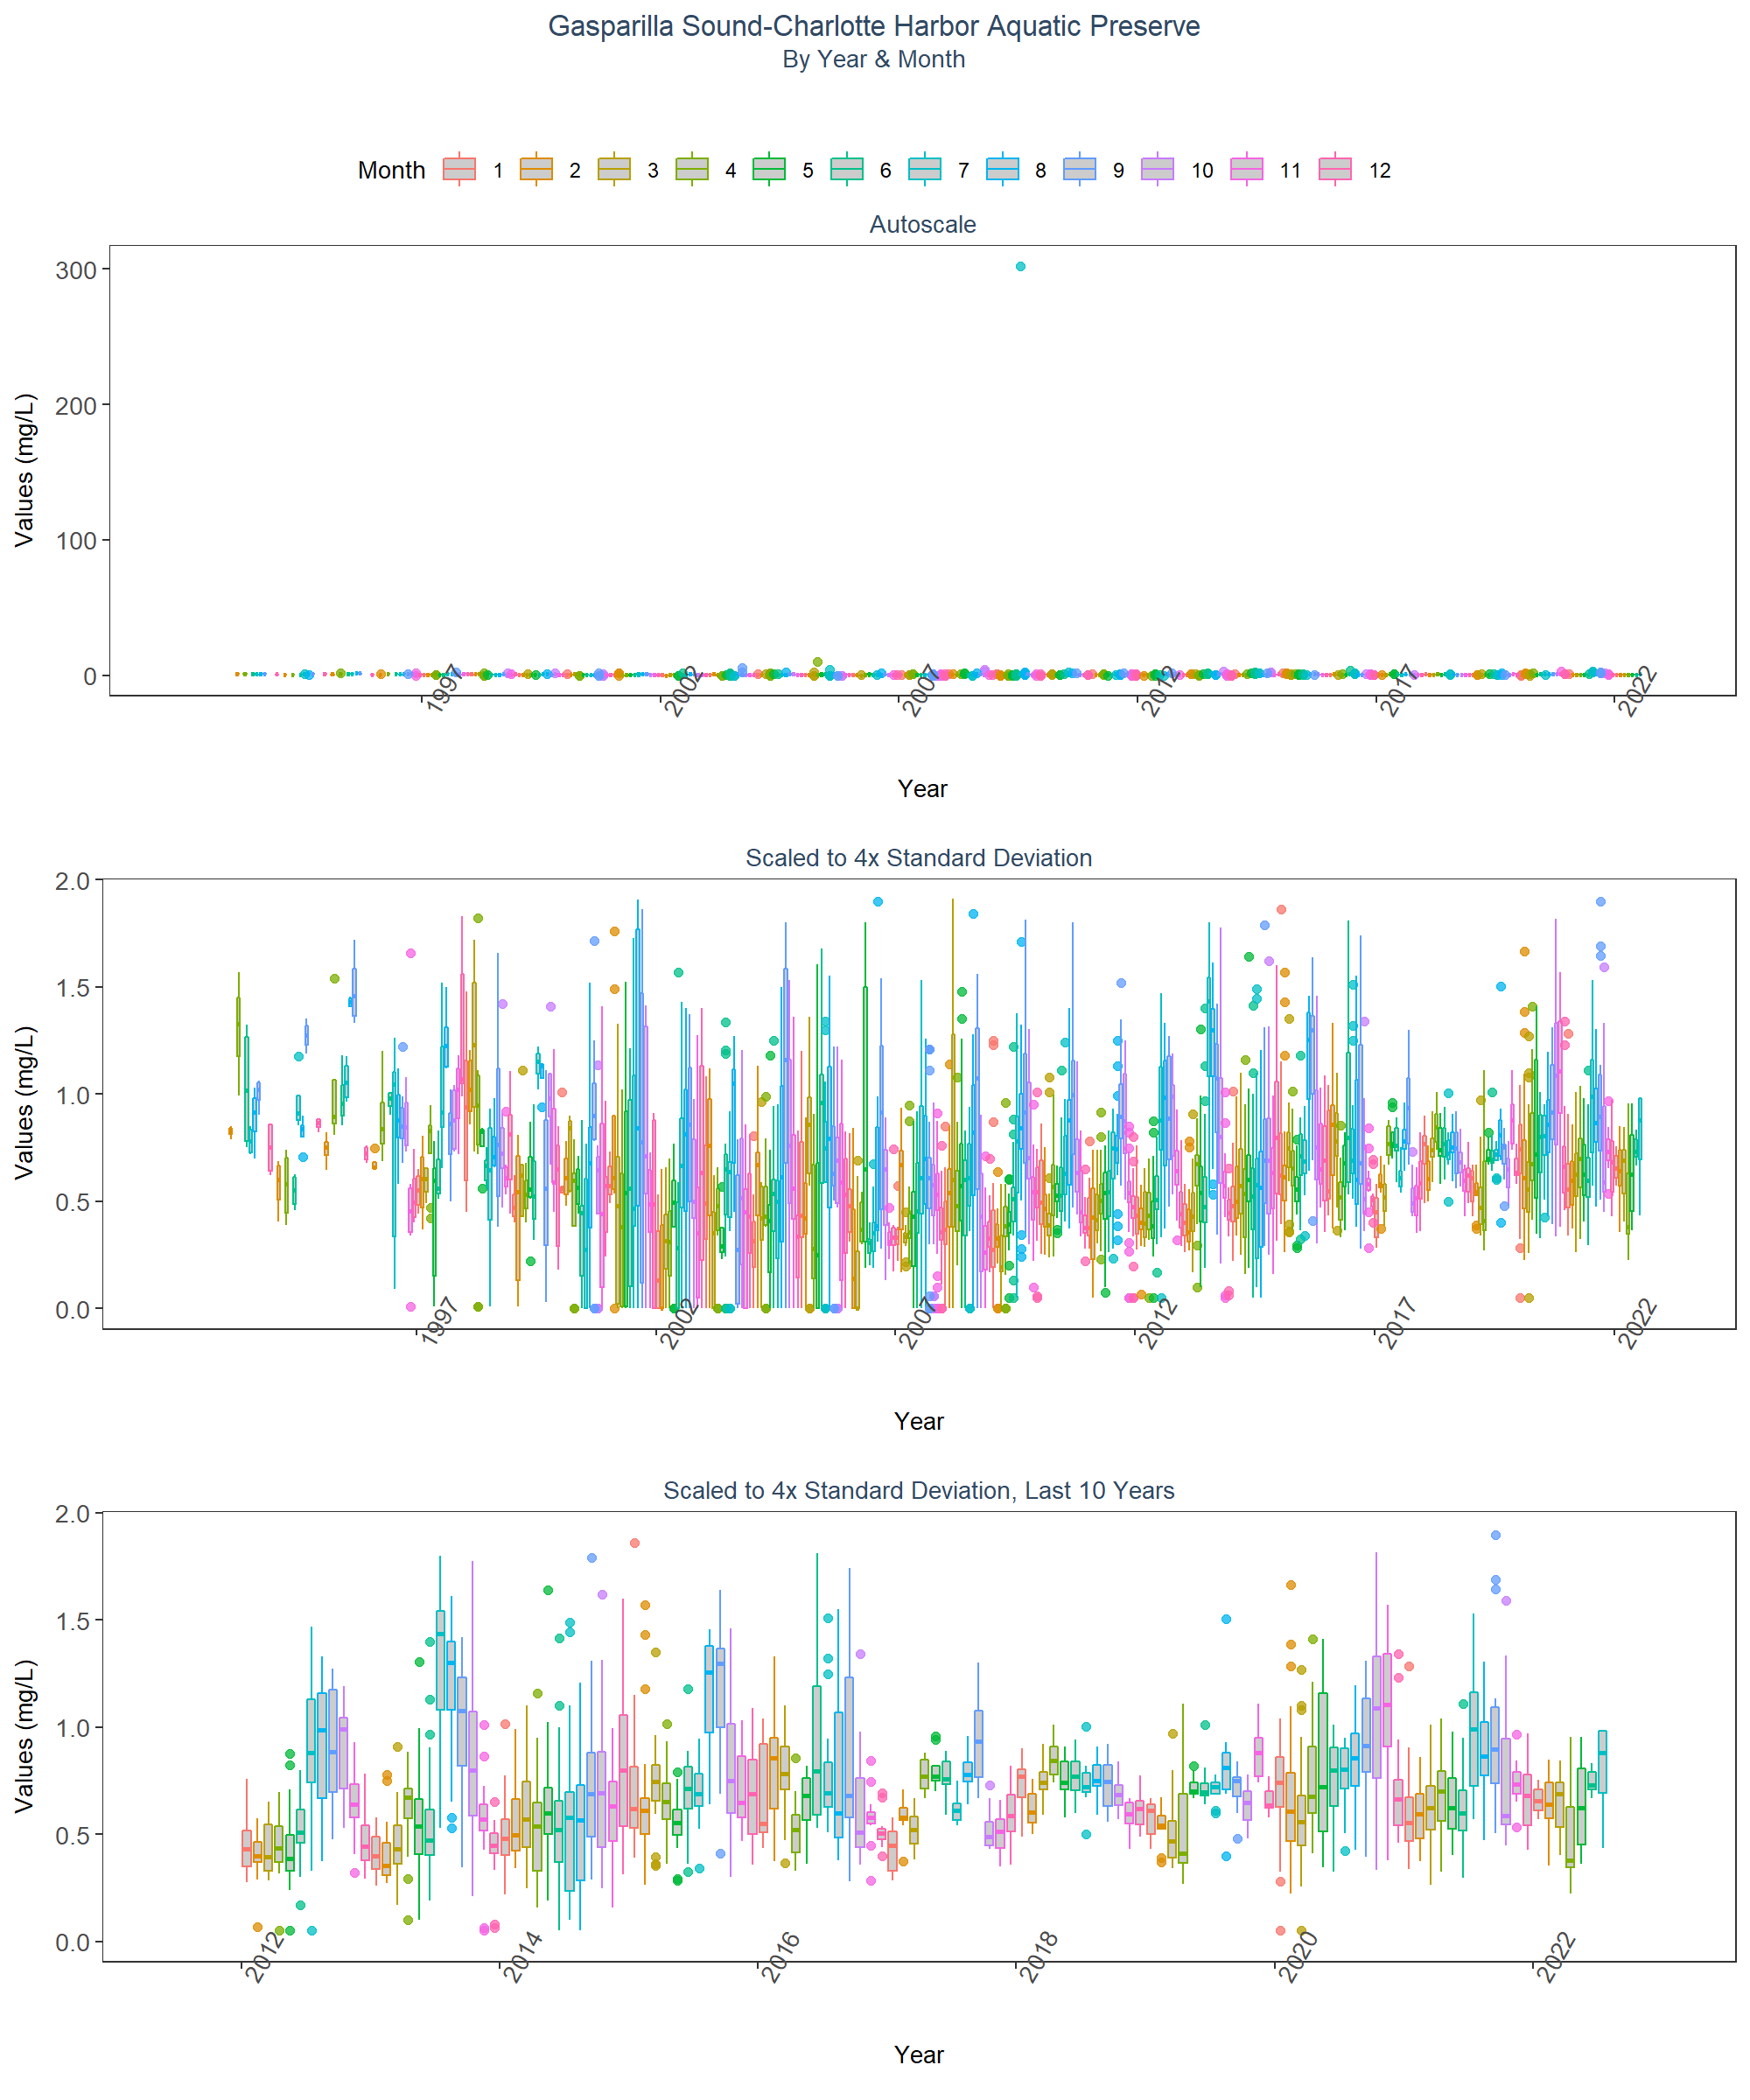 Gasparilla Sound-Charlotte Harbor Aquatic Preserve
By Year & Month
Month 1 2 3 4 5 6 7 8 9 10 11 12
Autoscale
300
200
100
0
Values (mg/L)
1997 2002 2007 2012 2017 2022
Year
Scaled to 4x Standard Deviation
2.0
1.5
1.0
0.5
0.0
Values (mg/L)
1997 2002 2007 2012 2017 2022
Year
Scaled to 4x Standard Deviation, Last 10 Years
2.0
1.5
1.0
0.5
0.0
Values (mg/L)
2012 2014 2016 2018 2020 2022
Year